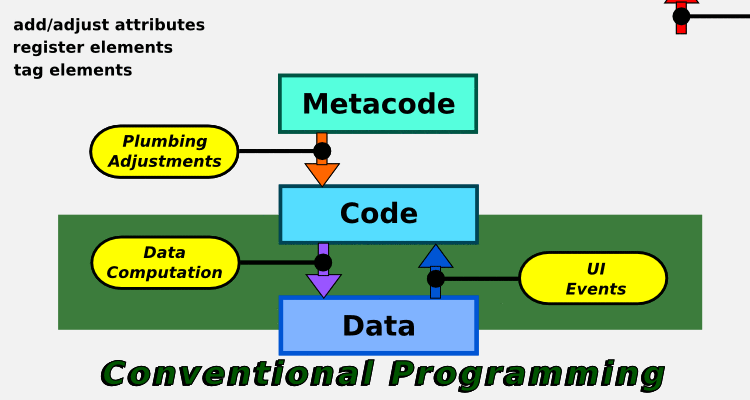 add/adjust attributes
register elements
tag elements
Metacode
Plumbing
Adjustments
Code
Data
Computation
UI
Events
Data
Conventional Programming